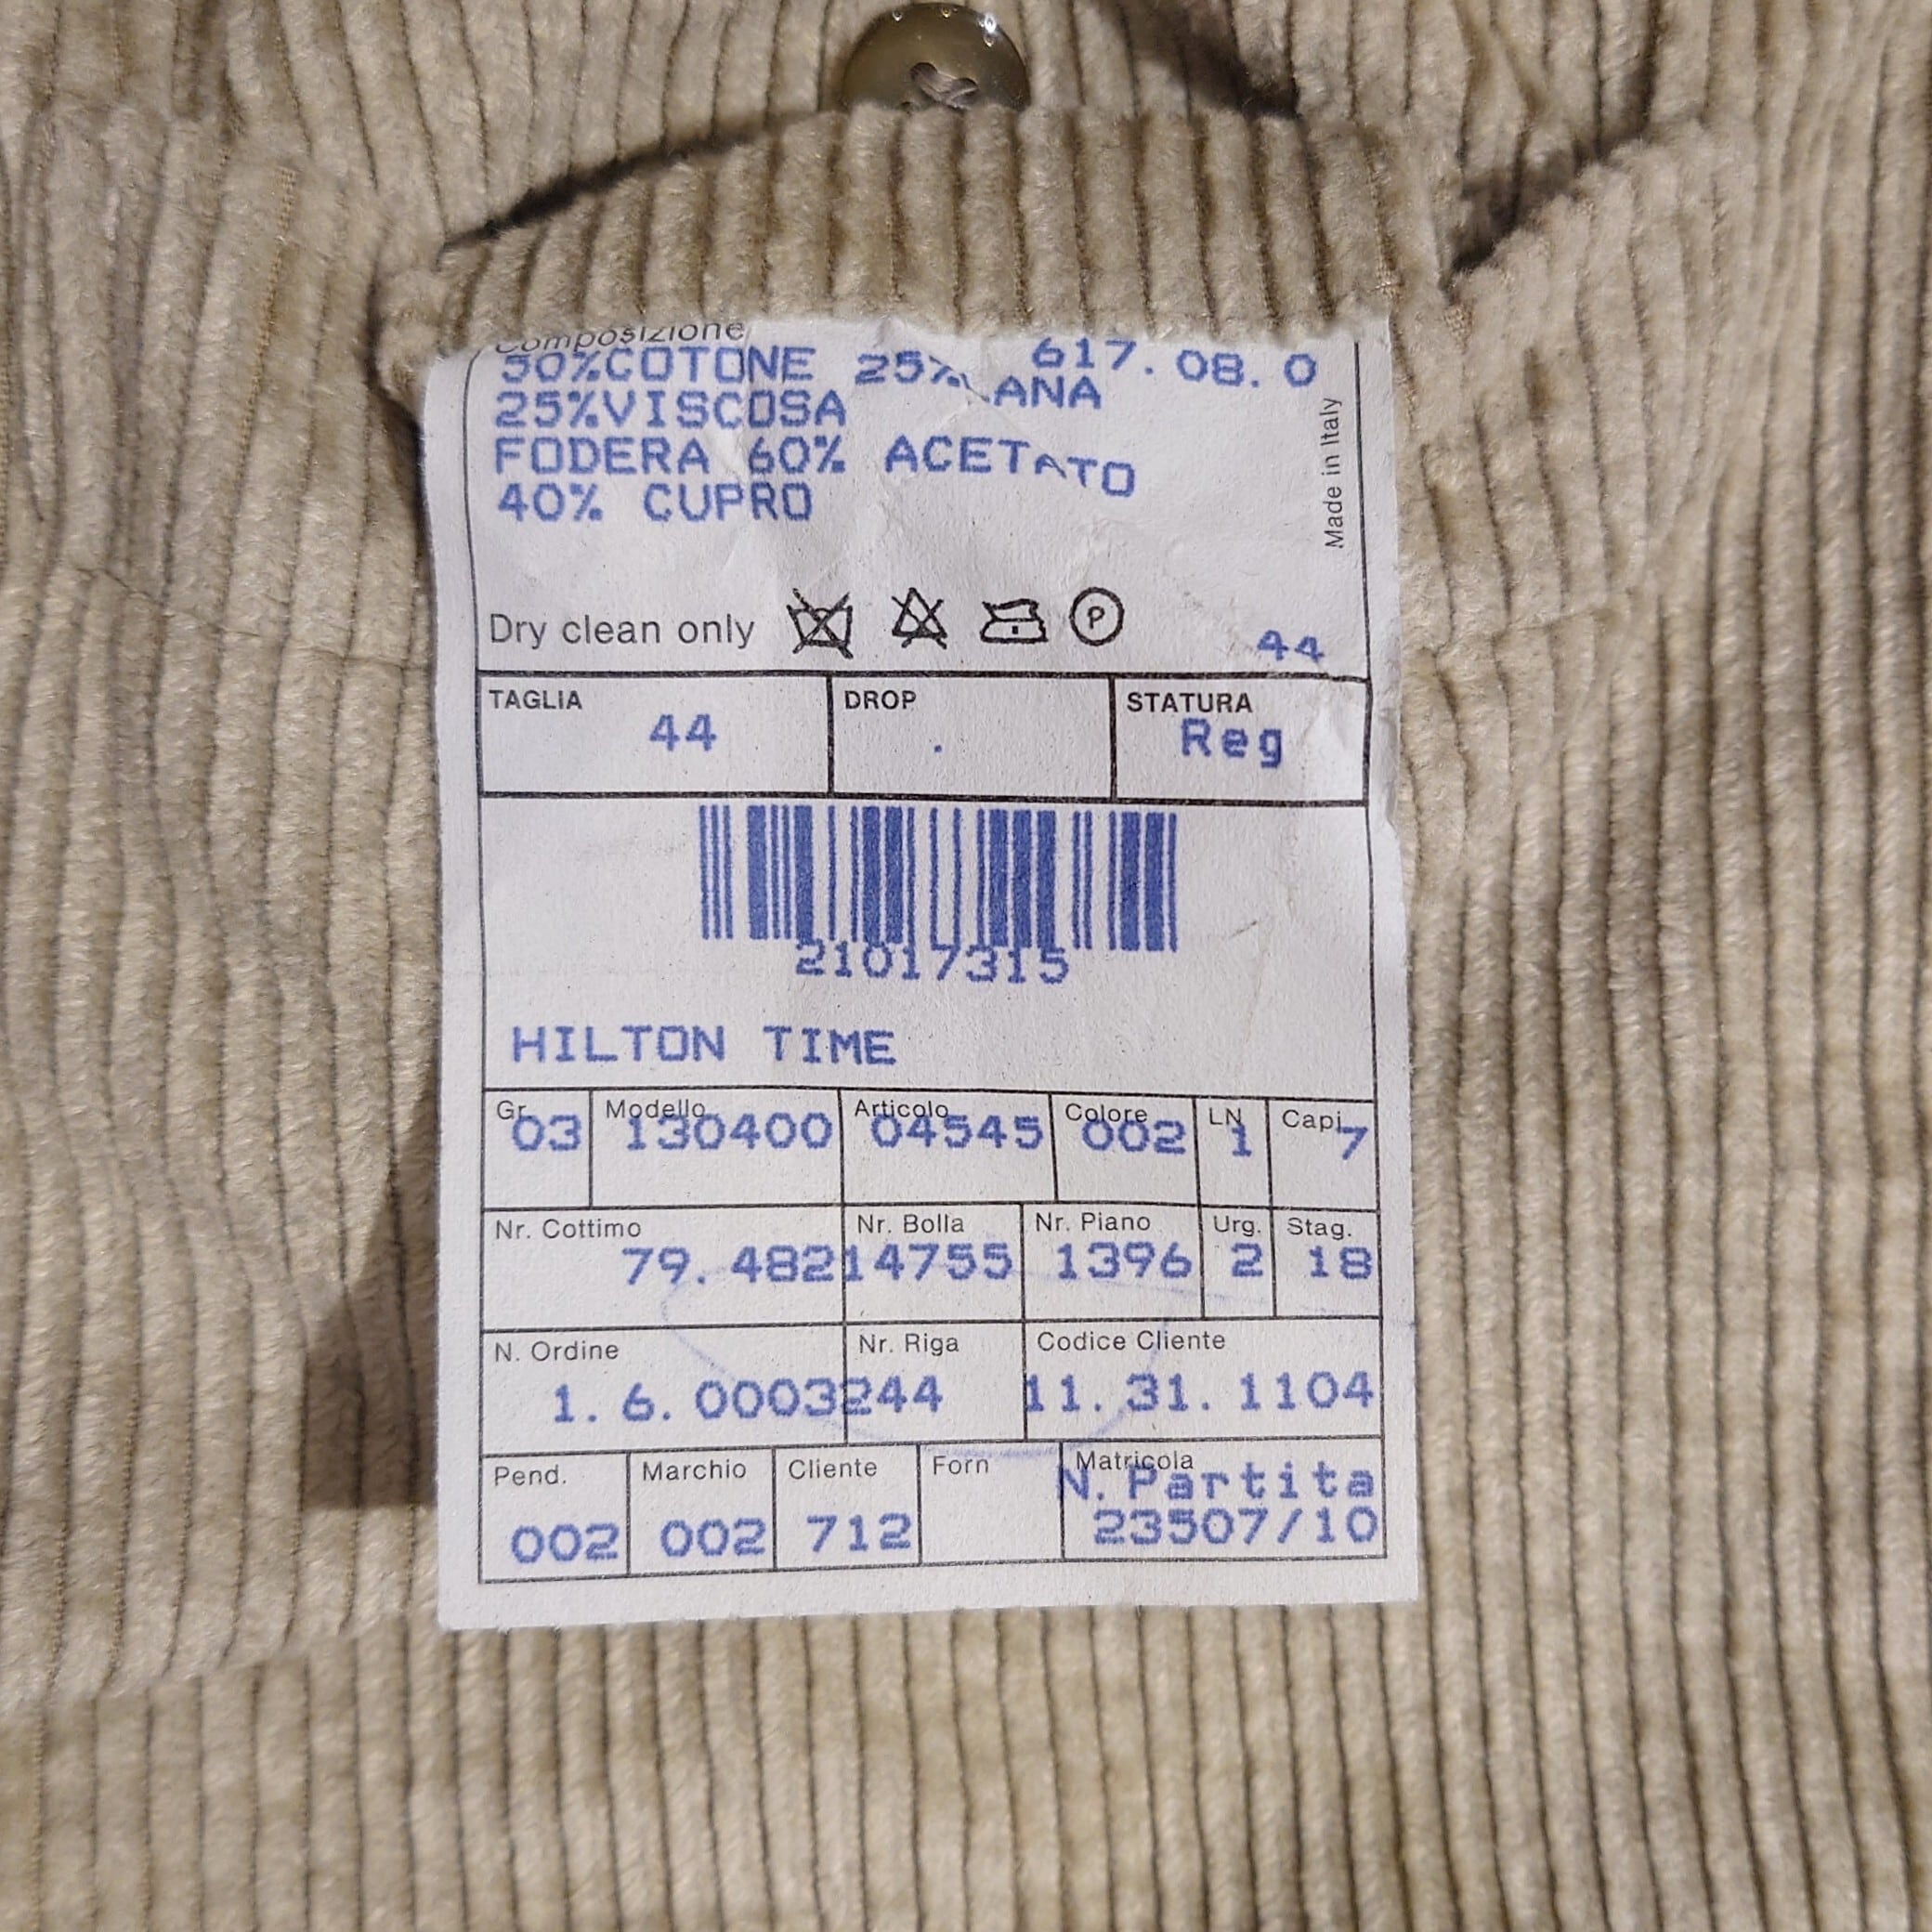 Composizione
617. 08. 0
50%COTONE 25%LANA
25%VISCOSA
FODERA 60% ACETATO
40% CUPRO
Made in Italy
Dry clean only P
44
TAGLIA DROP STATURA
44 . Reg
21017315
HILTON TIME
Gr. Modello Articolo Colore LN Capi
03 130400 04545 002 1 7
Nr. Cottimo Nr. Bolla Nr. Piano Urg. Stag.
79. 48214755 1396 2 18
N. Ordine Nr. Riga Codice Cliente
1. 6. 0003244 11. 31. 1104
Pend. Marchio Cliente Forn Matricola
N. Partita
002 002 712 23507/10